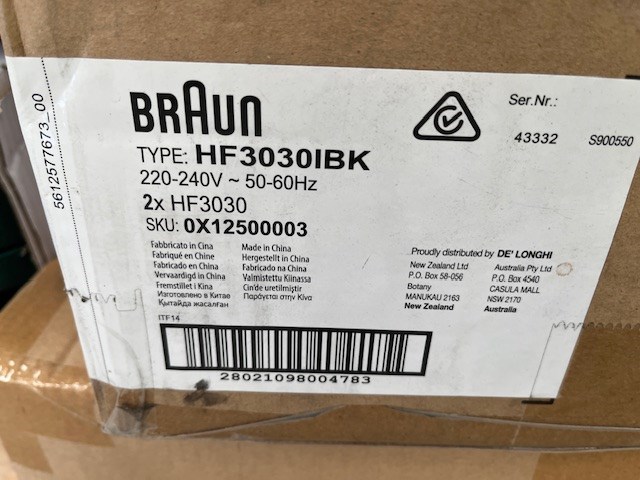 5612577673_00
BRAUN
TYPE: HF3030IBK
220-240V ~ 50-60Hz
2x HF3030
SKU: 0X12500003
Ser.Nr.:
43332 S900550
Fabbricato in Cina
Fabriqué en Chine
Fabricado en China
Vervaardigd in China
Fremstillet i Kina
Изготовлено в Китае
Қытайда жасалған
Made in China
Hergestellt in China
Fabricado na China
Valmistettu Kiinassa
Çin'de üretilmiştir
Παράγεται στην Κίνα
Proudly distributed by DE' LONGHI
New Zealand Ltd
P.O. Box 58-056
Botany
MANUKAU 2163
New Zealand
Australia Pty Ltd
P.O. Box 4540
CASULA MALL
NSW 2170
Australia
ITF14
28021098004783